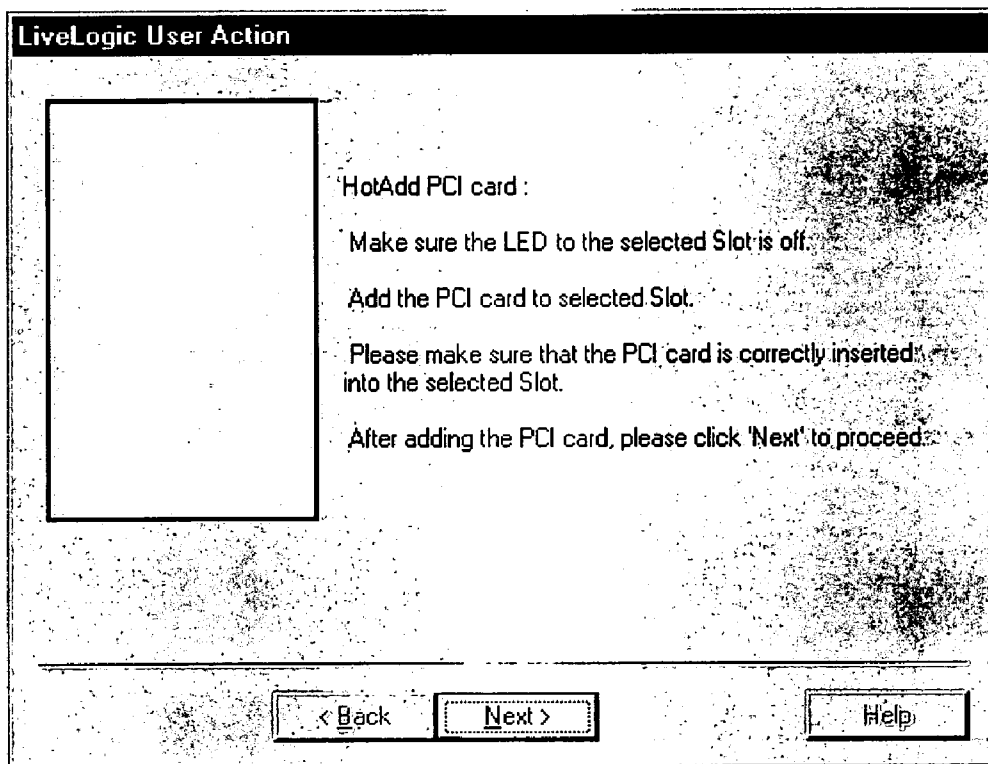 LiveLogic User Action
HotAdd PCI card :
Make sure the LED to the selected Slot is off.
Add the PCI card to selected Slot.
Please make sure that the PCI card is correctly inserted
into the selected Slot.
After adding the PCI card, please click 'Next' to proceed.
< Back
Next >
Help